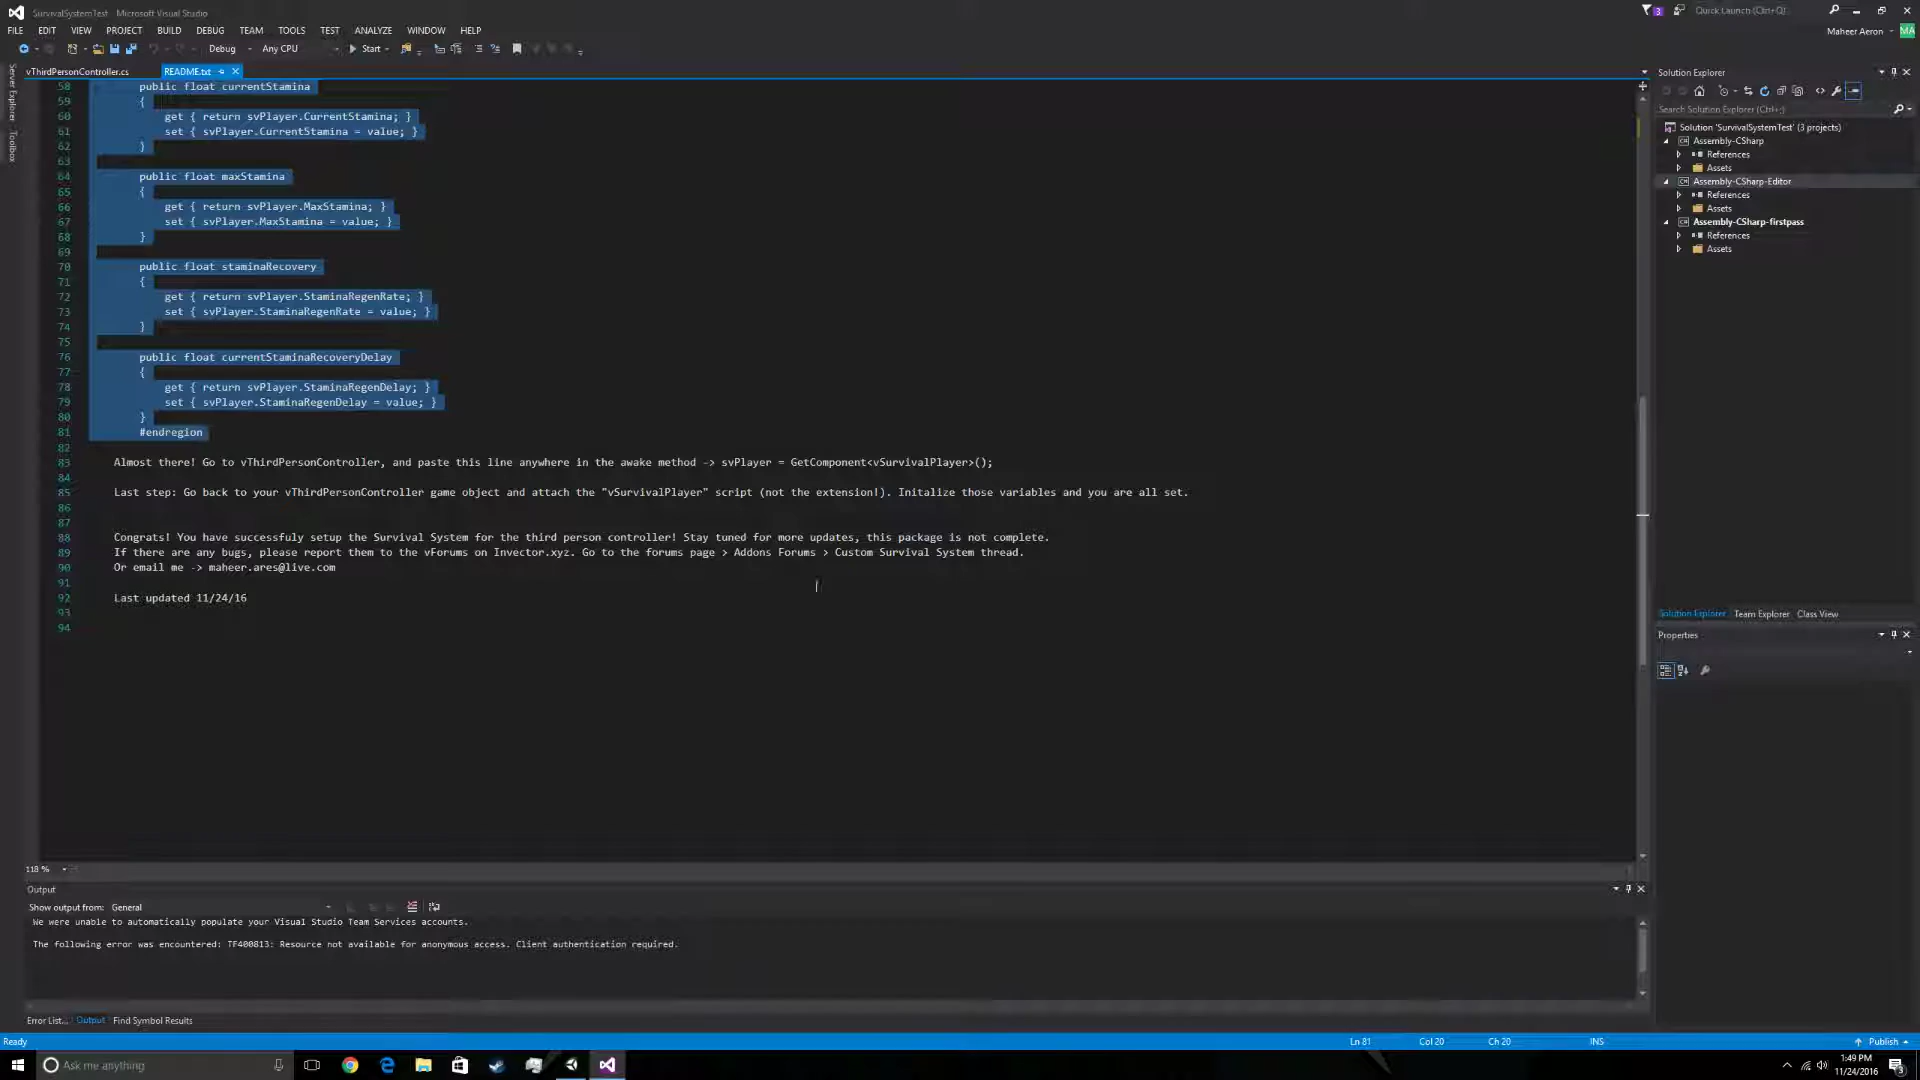 SurvivalSystemTest - Microsoft Visual Studio
3
Quick Launch (Ctrl+Q)
FILE EDIT VIEW PROJECT BUILD DEBUG TEAM TOOLS TEST ANALYZE WINDOW HELP
Maheer Aeron
MA
Debug Any CPU Start
Server Explorer
Toolbox
vThirdPersonController.cs README.txt
58 public float currentStamina
59 {
60 get { return svPlayer.CurrentStamina; }
61 set { svPlayer.CurrentStamina = value; }
62 }
63
64 public float maxStamina
65 {
66 get { return svPlayer.MaxStamina; }
67 set { svPlayer.MaxStamina = value; }
68 }
69
70 public float staminaRecovery
71 {
72 get { return svPlayer.StaminaRegenRate; }
73 set { svPlayer.StaminaRegenRate = value; }
74 }
75
76 public float currentStaminaRecoveryDelay
77 {
78 get { return svPlayer.StaminaRegenDelay; }
79 set { svPlayer.StaminaRegenDelay = value; }
80 }
81 #endregion
82
83 Almost there! Go to vThirdPersonController, and paste this line anywhere in the awake method -> svPlayer = GetComponent<vSurvivalPlayer>();
84
85 Last step: Go back to your vThirdPersonController game object and attach the "vSurvivalPlayer" script (not the extension!). Initalize those variables and you are all set.
86
87
88 Congrats! You have successfuly setup the Survival System for the third person controller! Stay tuned for more updates, this package is not complete.
89 If there are any bugs, please report them to the vForums on Invector.xyz. Go to the forums page > Addons Forums > Custom Survival System thread.
90 Or email me -> maheer.ares@live.com
91
92 Last updated 11/24/16
93
94
118 %
Solution Explorer
Search Solution Explorer (Ctrl+;)
Solution 'SurvivalSystemTest' (3 projects)
Assembly-CSharp
References
Assets
Assembly-CSharp-Editor
References
Assets
Assembly-CSharp-firstpass
References
Assets
Solution Explorer Team Explorer Class View
Properties
Output
Show output from: General
We were unable to automatically populate your Visual Studio Team Services accounts.
The following error was encountered: TF400813: Resource not available for anonymous access. Client authentication required.
Error List... Output Find Symbol Results
Ready Ln 81 Col 20 Ch 20 INS Publish
Ask me anything
1:49 PM
11/24/2016
3